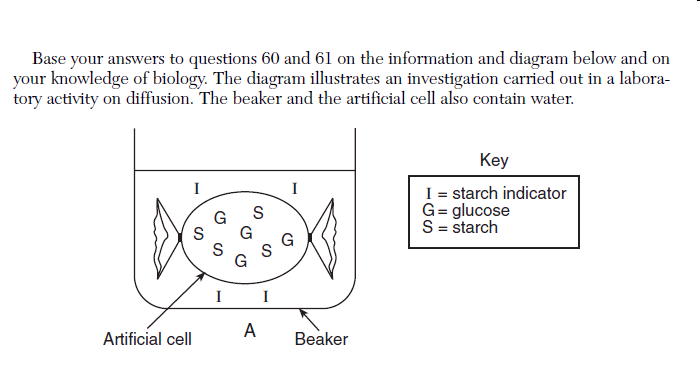 Base your answers to questions 60 and 61 on the information and diagram below and on
your knowledge of biology. The diagram illustrates an investigation carried out in a labora-
tory activity on diffusion. The beaker and the artificial cell also contain water.
Key
I = starch indicator
G = glucose
S = starch
I I
G S
S G G
S S
G
I I
Artificial cell
A
Beaker